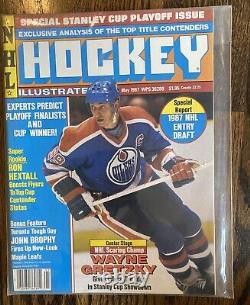 SPECIAL STANLEY CUP PLAYOFF ISSUE
EXCLUSIVE ANALYSIS OF THE TOP TITLE CONTENDERS
NHL
HOCKEY
ILLUSTRATED
May 1987
$1.95
EXPERTS PREDICT
PLAYOFF FINALISTS
AND CUP WINNER!
Special
Report
1987 NHL
ENTRY
DRAFT
Super
Rookie
RON
HEXTALL
Boosts Flyers
To Top Cup
Contender
Status
Bonus Feature
Toronto Tough Guy
JOHN BROPHY
Fires Up New-Look
Maple Leafs
99
C
Center Stage
NHL Scoring Champ
WAYNE
GRETZKY
In Stanley Cup Showdown